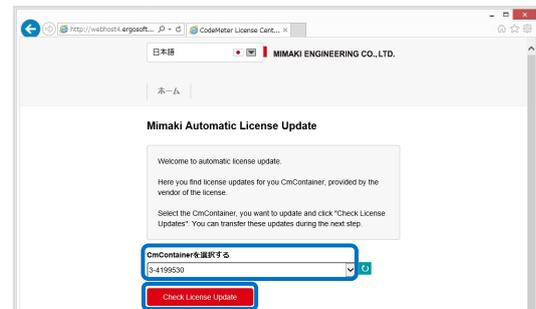 http://webhost4.ergosoft...
CodeMeter License Cent...
日本語
MIMAKI ENGINEERING CO., LTD.
ホーム
Mimaki Automatic License Update
Welcome to automatic license update.
Here you find license updates for you CmContainer, provided by the
vendor of the license.
Select the CmContainer, you want to update and click "Check License
Updates". You can transfer these updates during the next step.
CmContainerを選択する
3-4199530
Check License Update